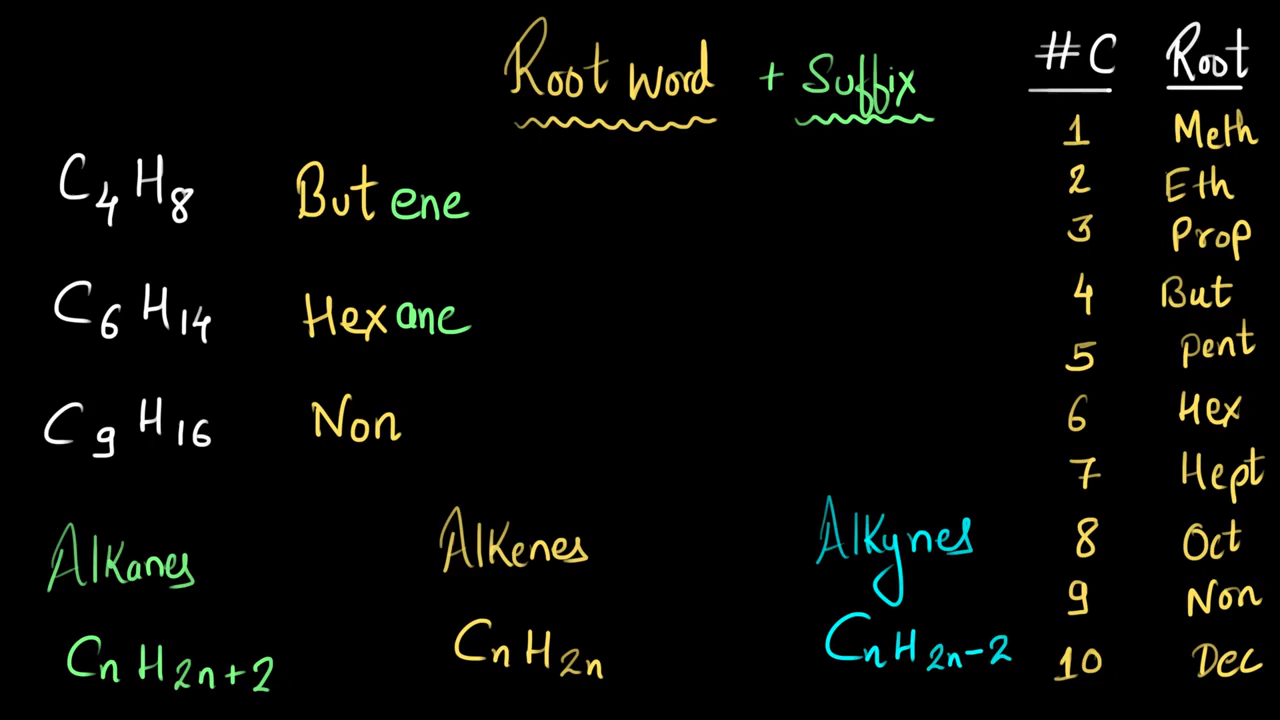 Root word + Suffix
#C Root
1 Meth
2 Eth
3 Prop
4 But
5 Pent
6 Hex
7 Hept
8 Oct
9 Non
10 Dec
C4H8 Butene
C6H14 Hexane
C9H16 Non
Alkanes Alkenes Alkynes
CnH2n+2 CnH2n CnH2n-2